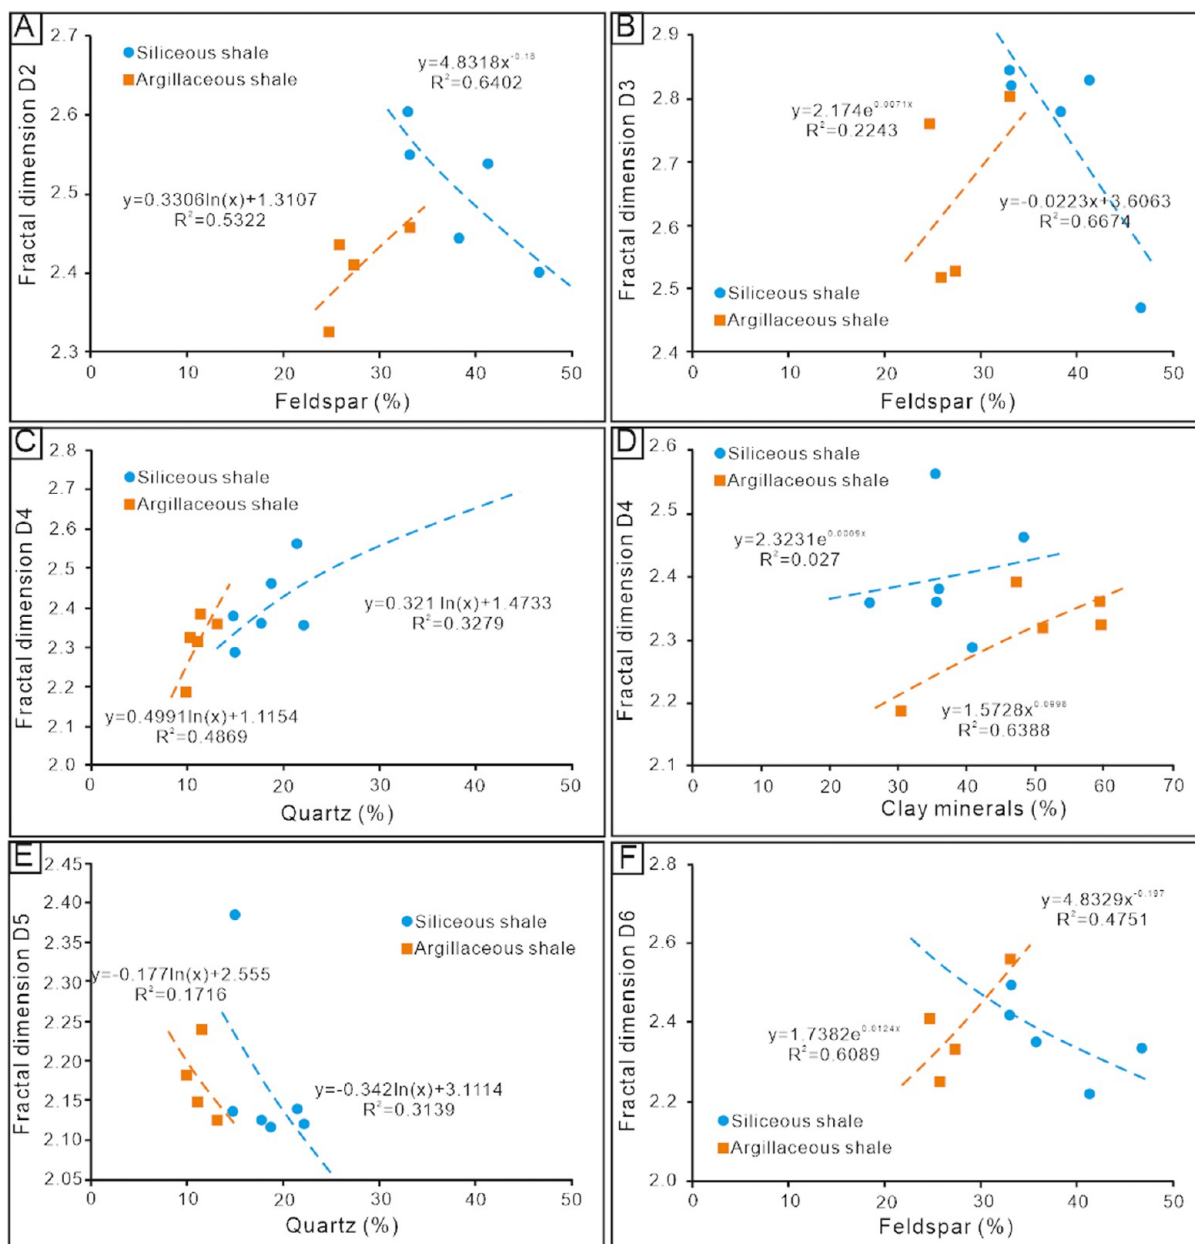 A
Fractal dimension D2
2.7
2.6
2.5
2.4
2.3
Siliceous shale
Argillaceous shale
y=4.8318x^-0.18
R²=0.6402
y=0.3306ln(x)+1.3107
R²=0.5322
0 10 20 30 40 50
Feldspar (%)
B
Fractal dimension D3
2.9
2.8
2.7
2.6
2.5
2.4
y=2.174e^0.0071x
R²=0.2243
y=-0.0223x+3.6063
R²=0.6674
Siliceous shale
Argillaceous shale
0 10 20 30 40 50
Feldspar (%)
C
Fractal dimension D4
2.8
2.7
2.6
2.5
2.4
2.3
2.2
2.1
2.0
Siliceous shale
Argillaceous shale
y=0.321 ln(x)+1.4733
R²=0.3279
y=0.4991ln(x)+1.1154
R²=0.4869
0 10 20 30 40 50
Quartz (%)
D
Fractal dimension D4
2.6
2.5
2.4
2.3
2.2
2.1
Siliceous shale
Argillaceous shale
y=2.3231e^0.0009x
R²=0.027
y=1.5728x^0.0998
R²=0.6388
0 10 20 30 40 50 60 70
Clay minerals (%)
E
Fractal dimension D5
2.45
2.40
2.35
2.30
2.25
2.20
2.15
2.10
2.05
Siliceous shale
Argillaceous shale
y=-0.177ln(x)+2.555
R²=0.1716
y=-0.342ln(x)+3.1114
R²=0.3139
0 10 20 30 40 50
Quartz (%)
F
Fractal dimension D6
2.8
2.6
2.4
2.2
2.0
y=4.8329x^-0.197
R²=0.4751
y=1.7382e^0.0124x
R²=0.6089
Siliceous shale
Argillaceous shale
0 10 20 30 40 50
Feldspar (%)